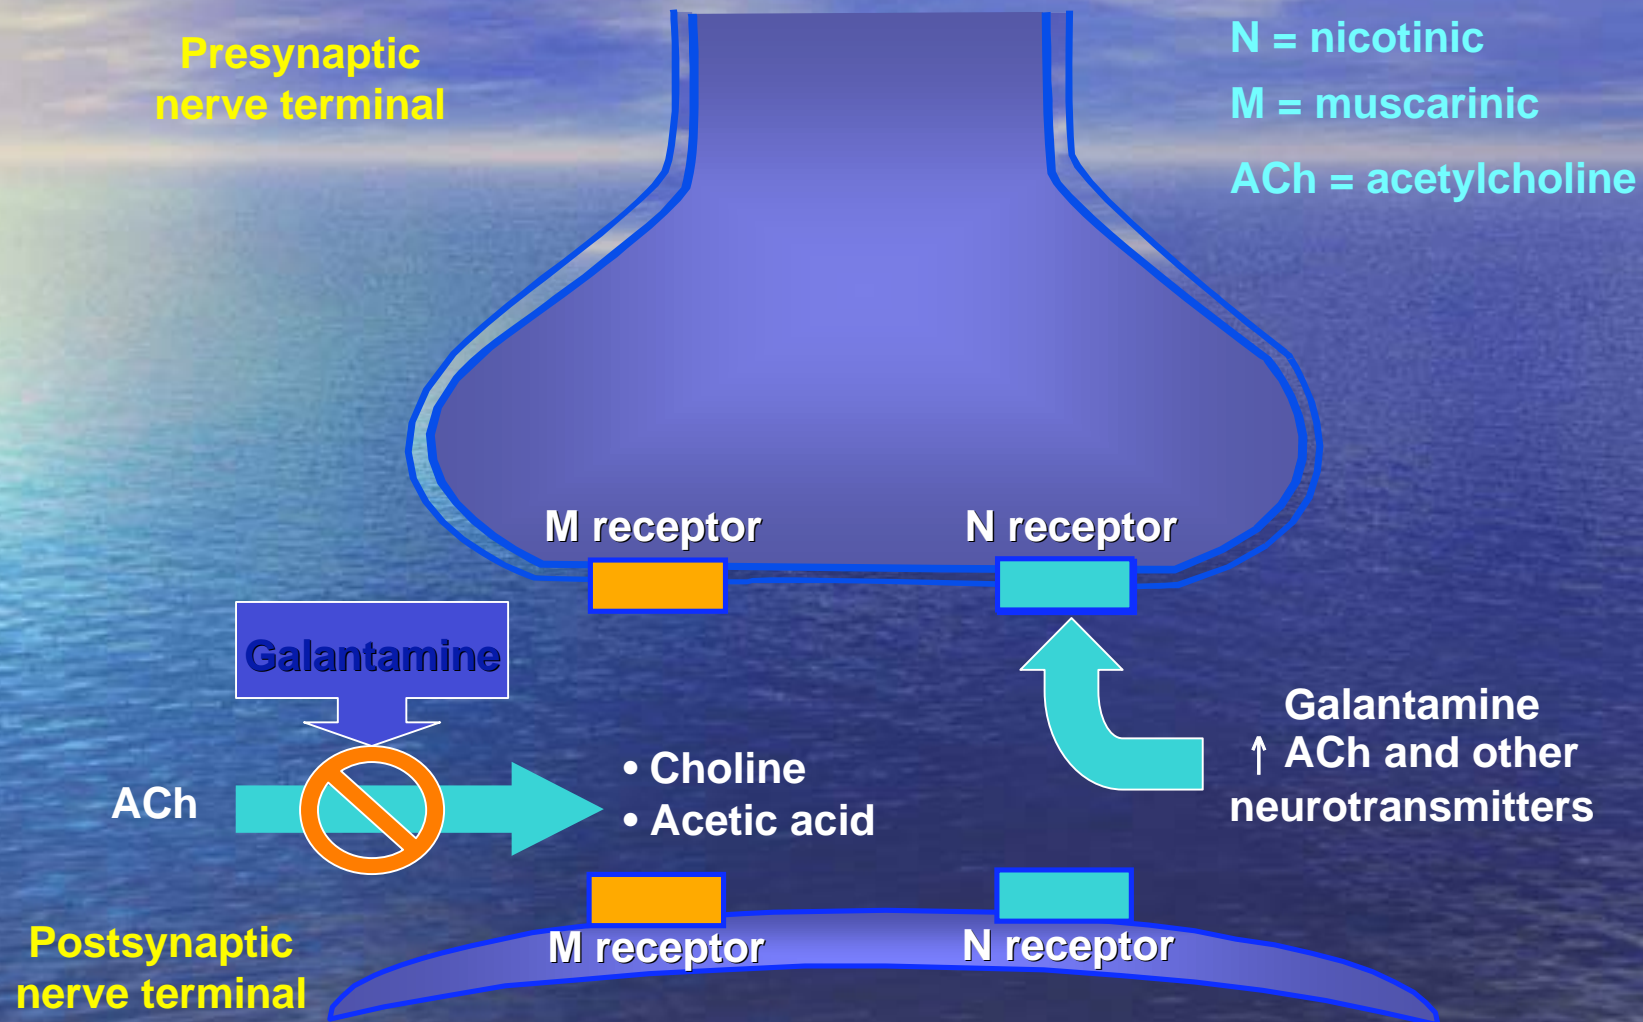 Presynaptic
nerve terminal
N = nicotinic
M = muscarinic
ACh = acetylcholine
M receptor
N receptor
Galantamine
ACh
• Choline
• Acetic acid
Galantamine
↑ ACh and other
neurotransmitters
Postsynaptic
nerve terminal
M receptor
N receptor